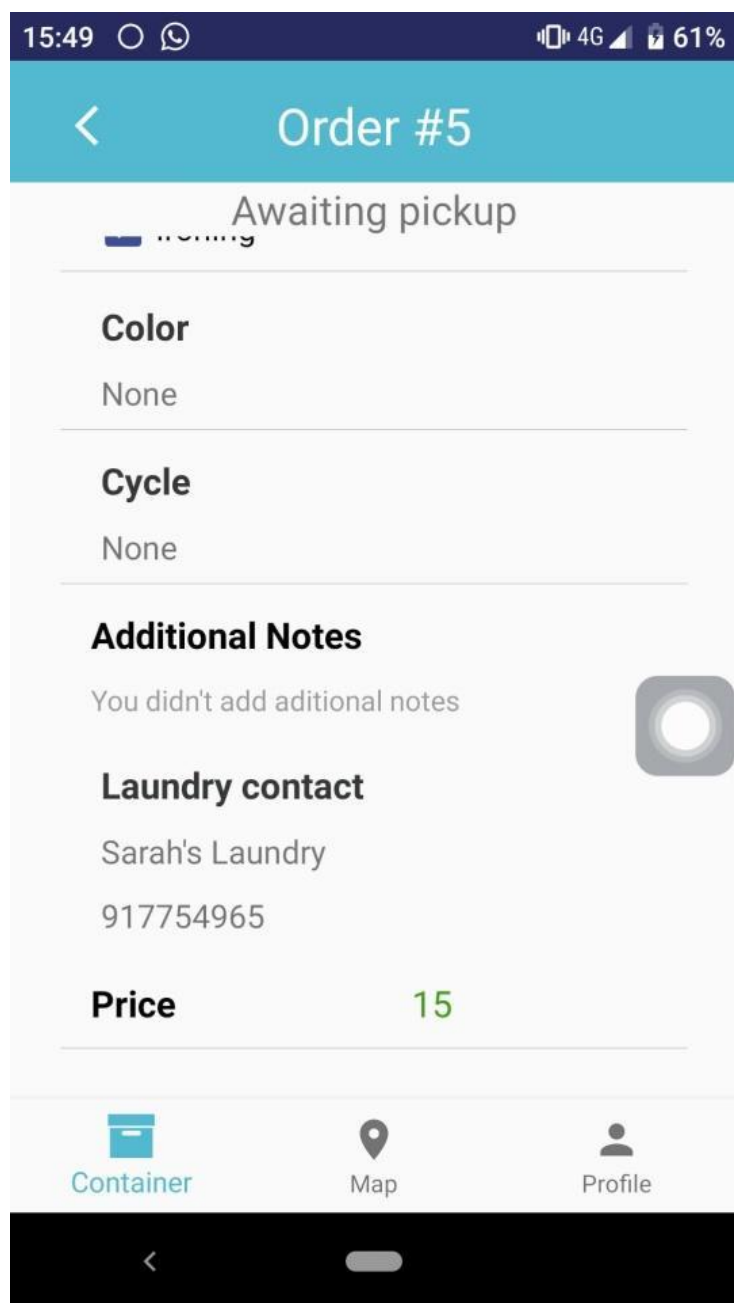 15:49 4G 61%
Order #5
Awaiting pickup
Ironing
Color
None
Cycle
None
Additional Notes
You didn't add aditional notes
Laundry contact
Sarah's Laundry
917754965
Price 15
Container Map Profile